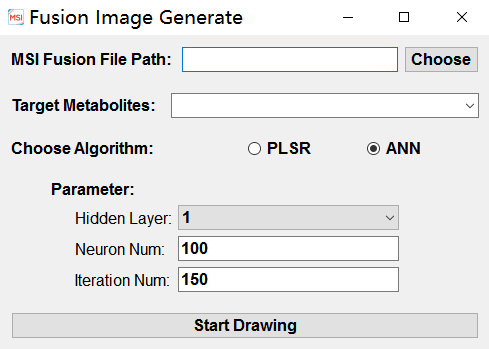 MSI Fusion Image Generate
MSI Fusion File Path: Choose
Target Metabolites:
Choose Algorithm: PLSR ANN
Parameter:
Hidden Layer: 1
Neuron Num: 100
Iteration Num: 150
Start Drawing